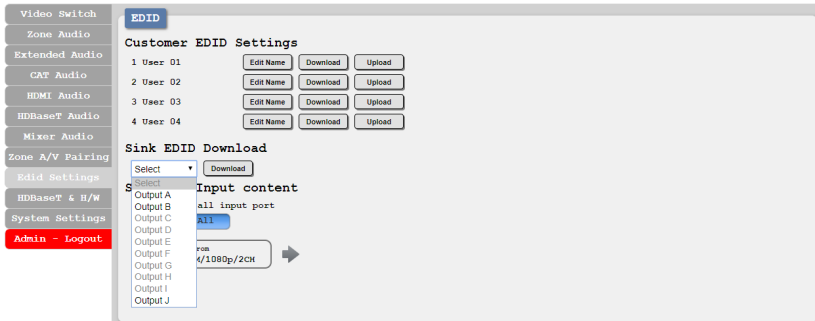 Video Switch
Zone Audio
Extended Audio
CAT Audio
HDMI Audio
HDBaseT Audio
Mixer Audio
Zone A/V Pairing
Edid Settings
HDBaseT & H/W
System Settings
Admin - Logout
EDID
Customer EDID Settings
1 User 01 Edit Name Download Upload
2 User 02 Edit Name Download Upload
3 User 03 Edit Name Download Upload
4 User 04 Edit Name Download Upload
Sink EDID Download
Select Download
Select
Output A
Output B
Output C
Output D
Output E
Output F
Output G
Output H
Output I
Output J
Input content
all input port
All
/1080p/2CH